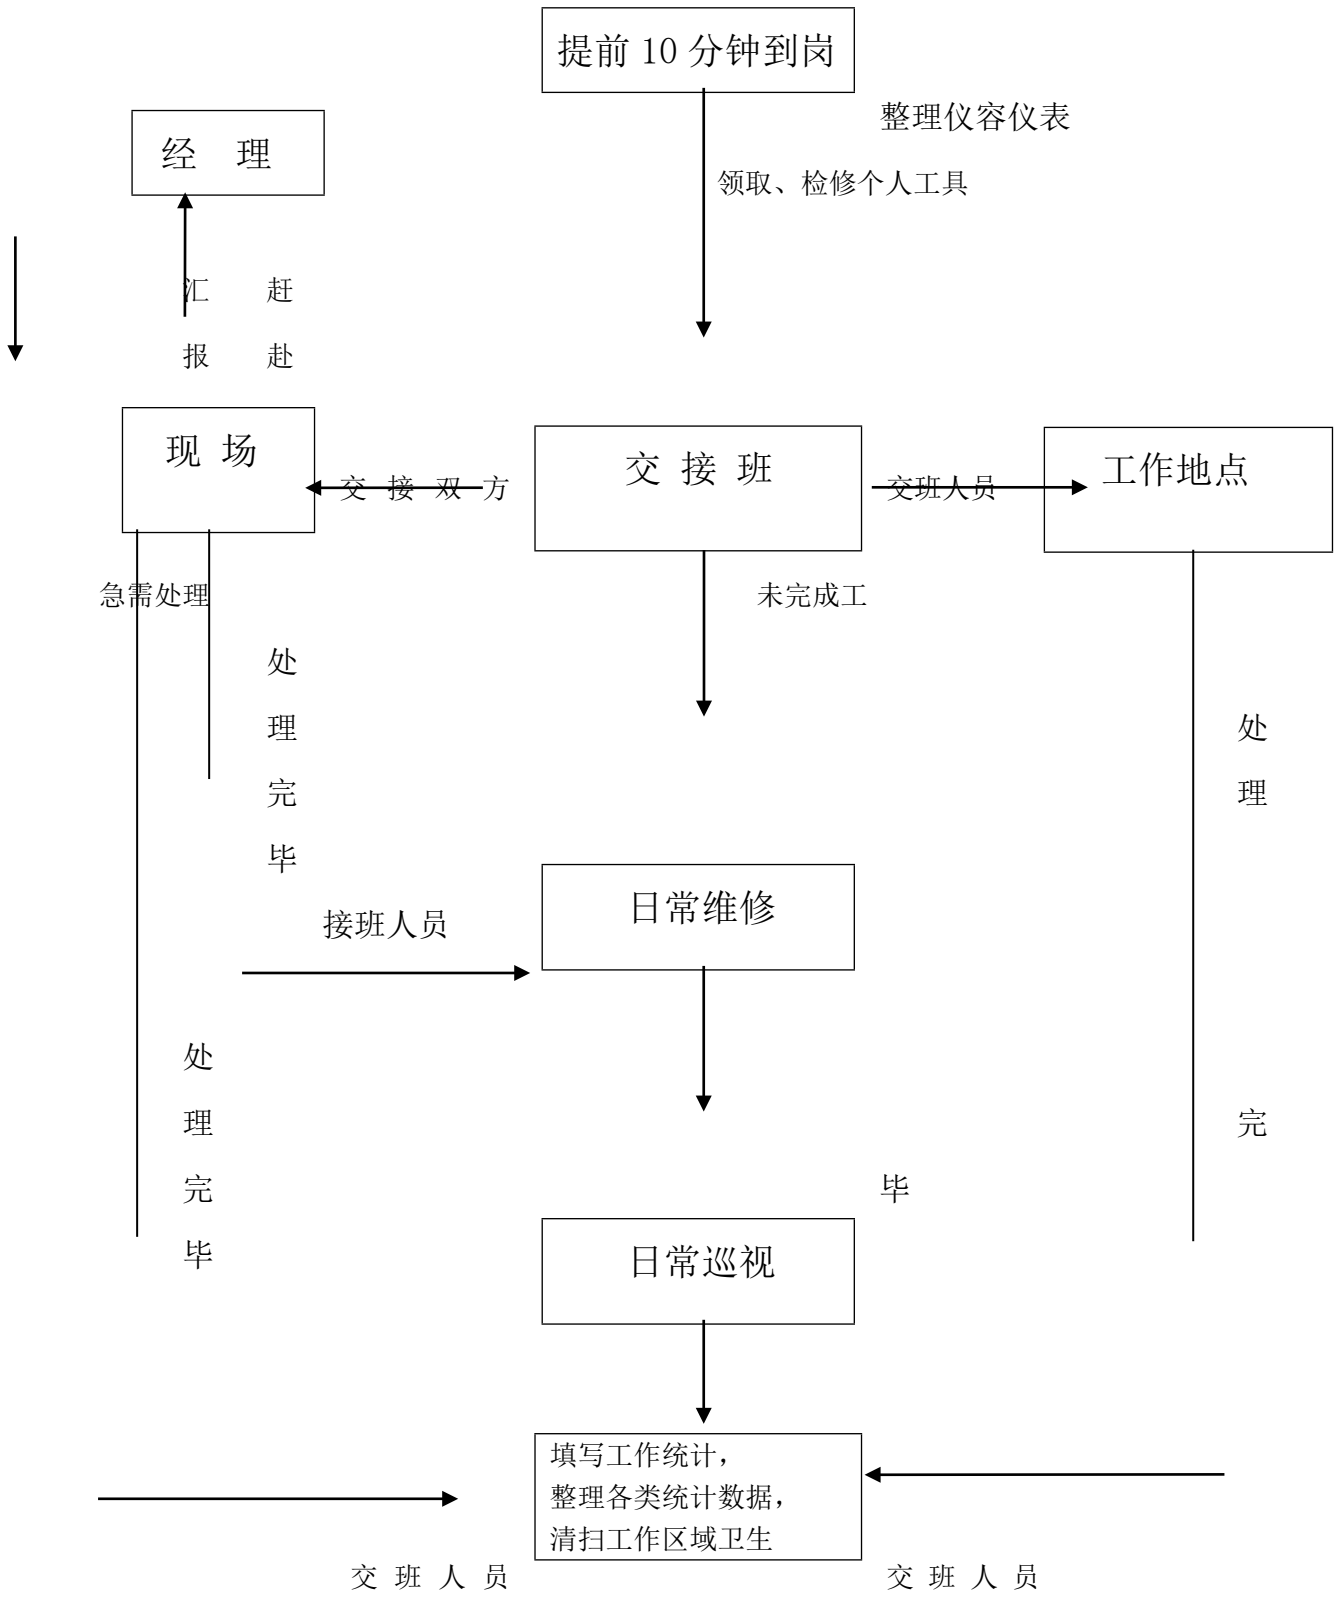 提前 10 分钟到岗
整理仪容仪表
经 理
领取、检修个人工具
汇 赶
报 赴
现 场
交 接 班
工作地点
交 接 双 方
交班人员
急需处理
未完成工
处
理
完
毕
处
理
日常维修
接班人员
处
理
完
毕
完
毕
日常巡视
填写工作统计，
整理各类统计数据，
清扫工作区域卫生
交 班 人 员
交 班 人 员